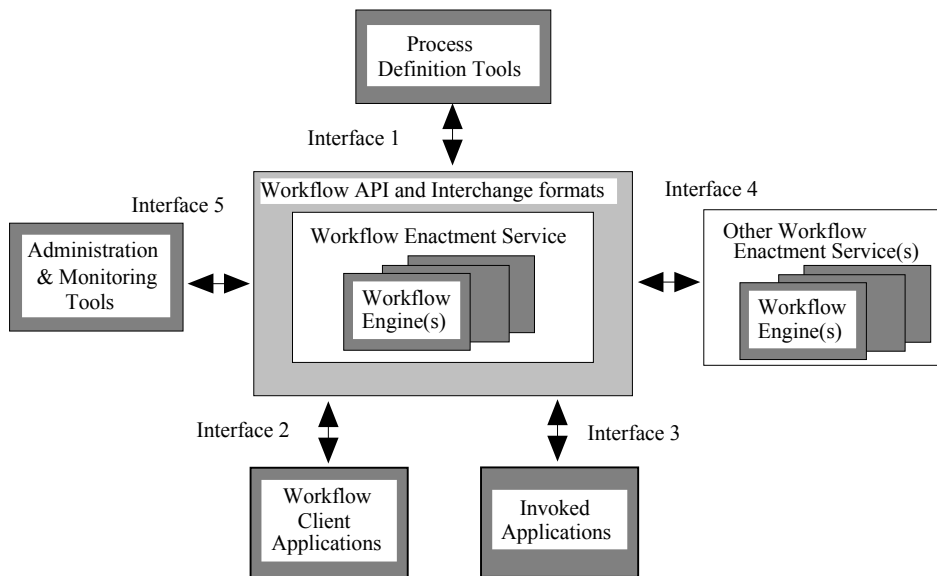 Process
Definition Tools
Interface 1
Workflow API and Interchange formats
Interface 4
Interface 5
Workflow Enactment Service
Administration
& Monitoring
Tools
Workflow
Engine(s)
Other Workflow
Enactment Service(s)
Workflow
Engine(s)
Interface 2
Interface 3
Workflow
Client
Applications
Invoked
Applications